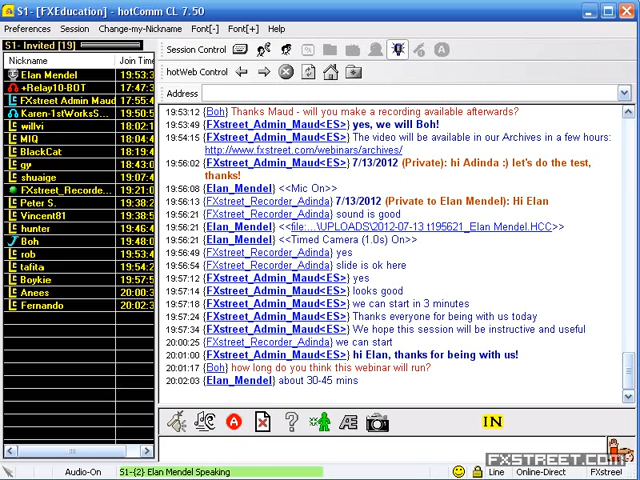 S1- [FXEducation] - hotComm CL 7.50
Preferences Session Change-my-Nickname Font[-] Font[+] Help
S1- Invited [19]
Nickname Join Time
Elan Mendel 19:53:3
+Relay10-BOT 17:47:3
FXstreet Admin Maud 17:55:4
Karen-1stWorksS... 19:50:5
willvi 18:02:1
MIQ 18:04:4
BlackCat 18:19:4
gy 18:43:0
shuaige 19:07:4
FXstreet_Recorde... 19:21:0
Peter S. 19:38:2
Vincent81 19:38:2
hunter 19:46:4
Boh 19:48:0
rob 19:53:4
tafita 19:54:2
Boykie 19:57:1
Anees 20:00:3
Fernando 20:02:3
Session Control
A
hotWeb Control
Address
19:53:12 {Boh} Thanks Maud - will you make a recording available afterwards?
19:53:49 {FXstreet_Admin_Maud<ES>} yes, we will Boh!
19:54:15 {FXstreet_Admin_Maud<ES>} The video will be available in our Archives in a few hours:
http://www.fxstreet.com/webinars/archives/
19:56:02 {FXstreet_Admin_Maud<ES>} 7/13/2012 (Private): hi Adinda :) let's do the test,
thanks!
19:56:08 {Elan_Mendel} <<Mic On>>
19:56:13 {FXstreet_Recorder_Adinda} 7/13/2012 (Private to Elan Mendel): Hi Elan
19:56:18 {FXstreet_Recorder_Adinda} sound is good
19:56:21 {Elan_Mendel} <<file:...\UPLOADS\2012-07-13 t195621_Elan Mendel.HCC>>
19:56:21 {Elan_Mendel} <<Timed Camera (1.0s) On>>
19:56:49 {FXstreet_Recorder_Adinda} yes
19:56:54 {FXstreet_Recorder_Adinda} slide is ok here
19:57:12 {FXstreet_Admin_Maud<ES>} yes
19:57:14 {FXstreet_Admin_Maud<ES>} looks good
19:57:18 {FXstreet_Admin_Maud<ES>} we can start in 3 minutes
19:57:24 {FXstreet_Admin_Maud<ES>} Thanks everyone for being with us today
19:57:34 {FXstreet_Admin_Maud<ES>} We hope this session will be instructive and useful
20:00:25 {FXstreet_Recorder_Adinda} we can start
20:01:00 {FXstreet_Admin_Maud<ES>} hi Elan, thanks for being with us!
20:01:17 {Boh} how long do you think this webinar will run?
20:02:03 {Elan_Mendel} about 30-45 mins
A ? Æ IN
FXSTREET.COM
Audio-On S1-{2} Elan Mendel Speaking Line Online-Direct FXstreet